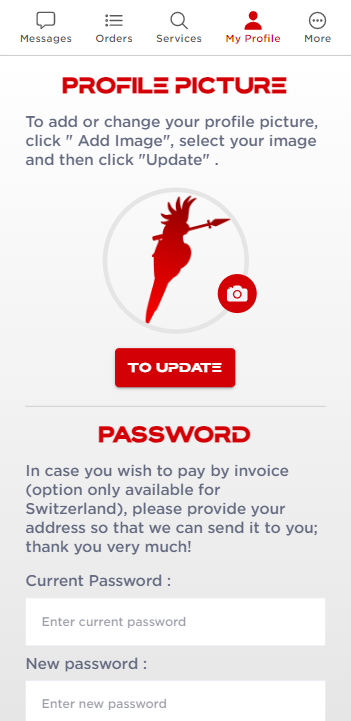 Messages
Orders
Services
My Profile
More
PROFILE PICTURE
To add or change your profile picture,
click " Add Image", select your image
and then click "Update" .
TO UPDATE
PASSWORD
In case you wish to pay by invoice
(option only available for
Switzerland), please provide your
address so that we can send it to you;
thank you very much!
Current Password :
Enter current password
New password :
Enter new password